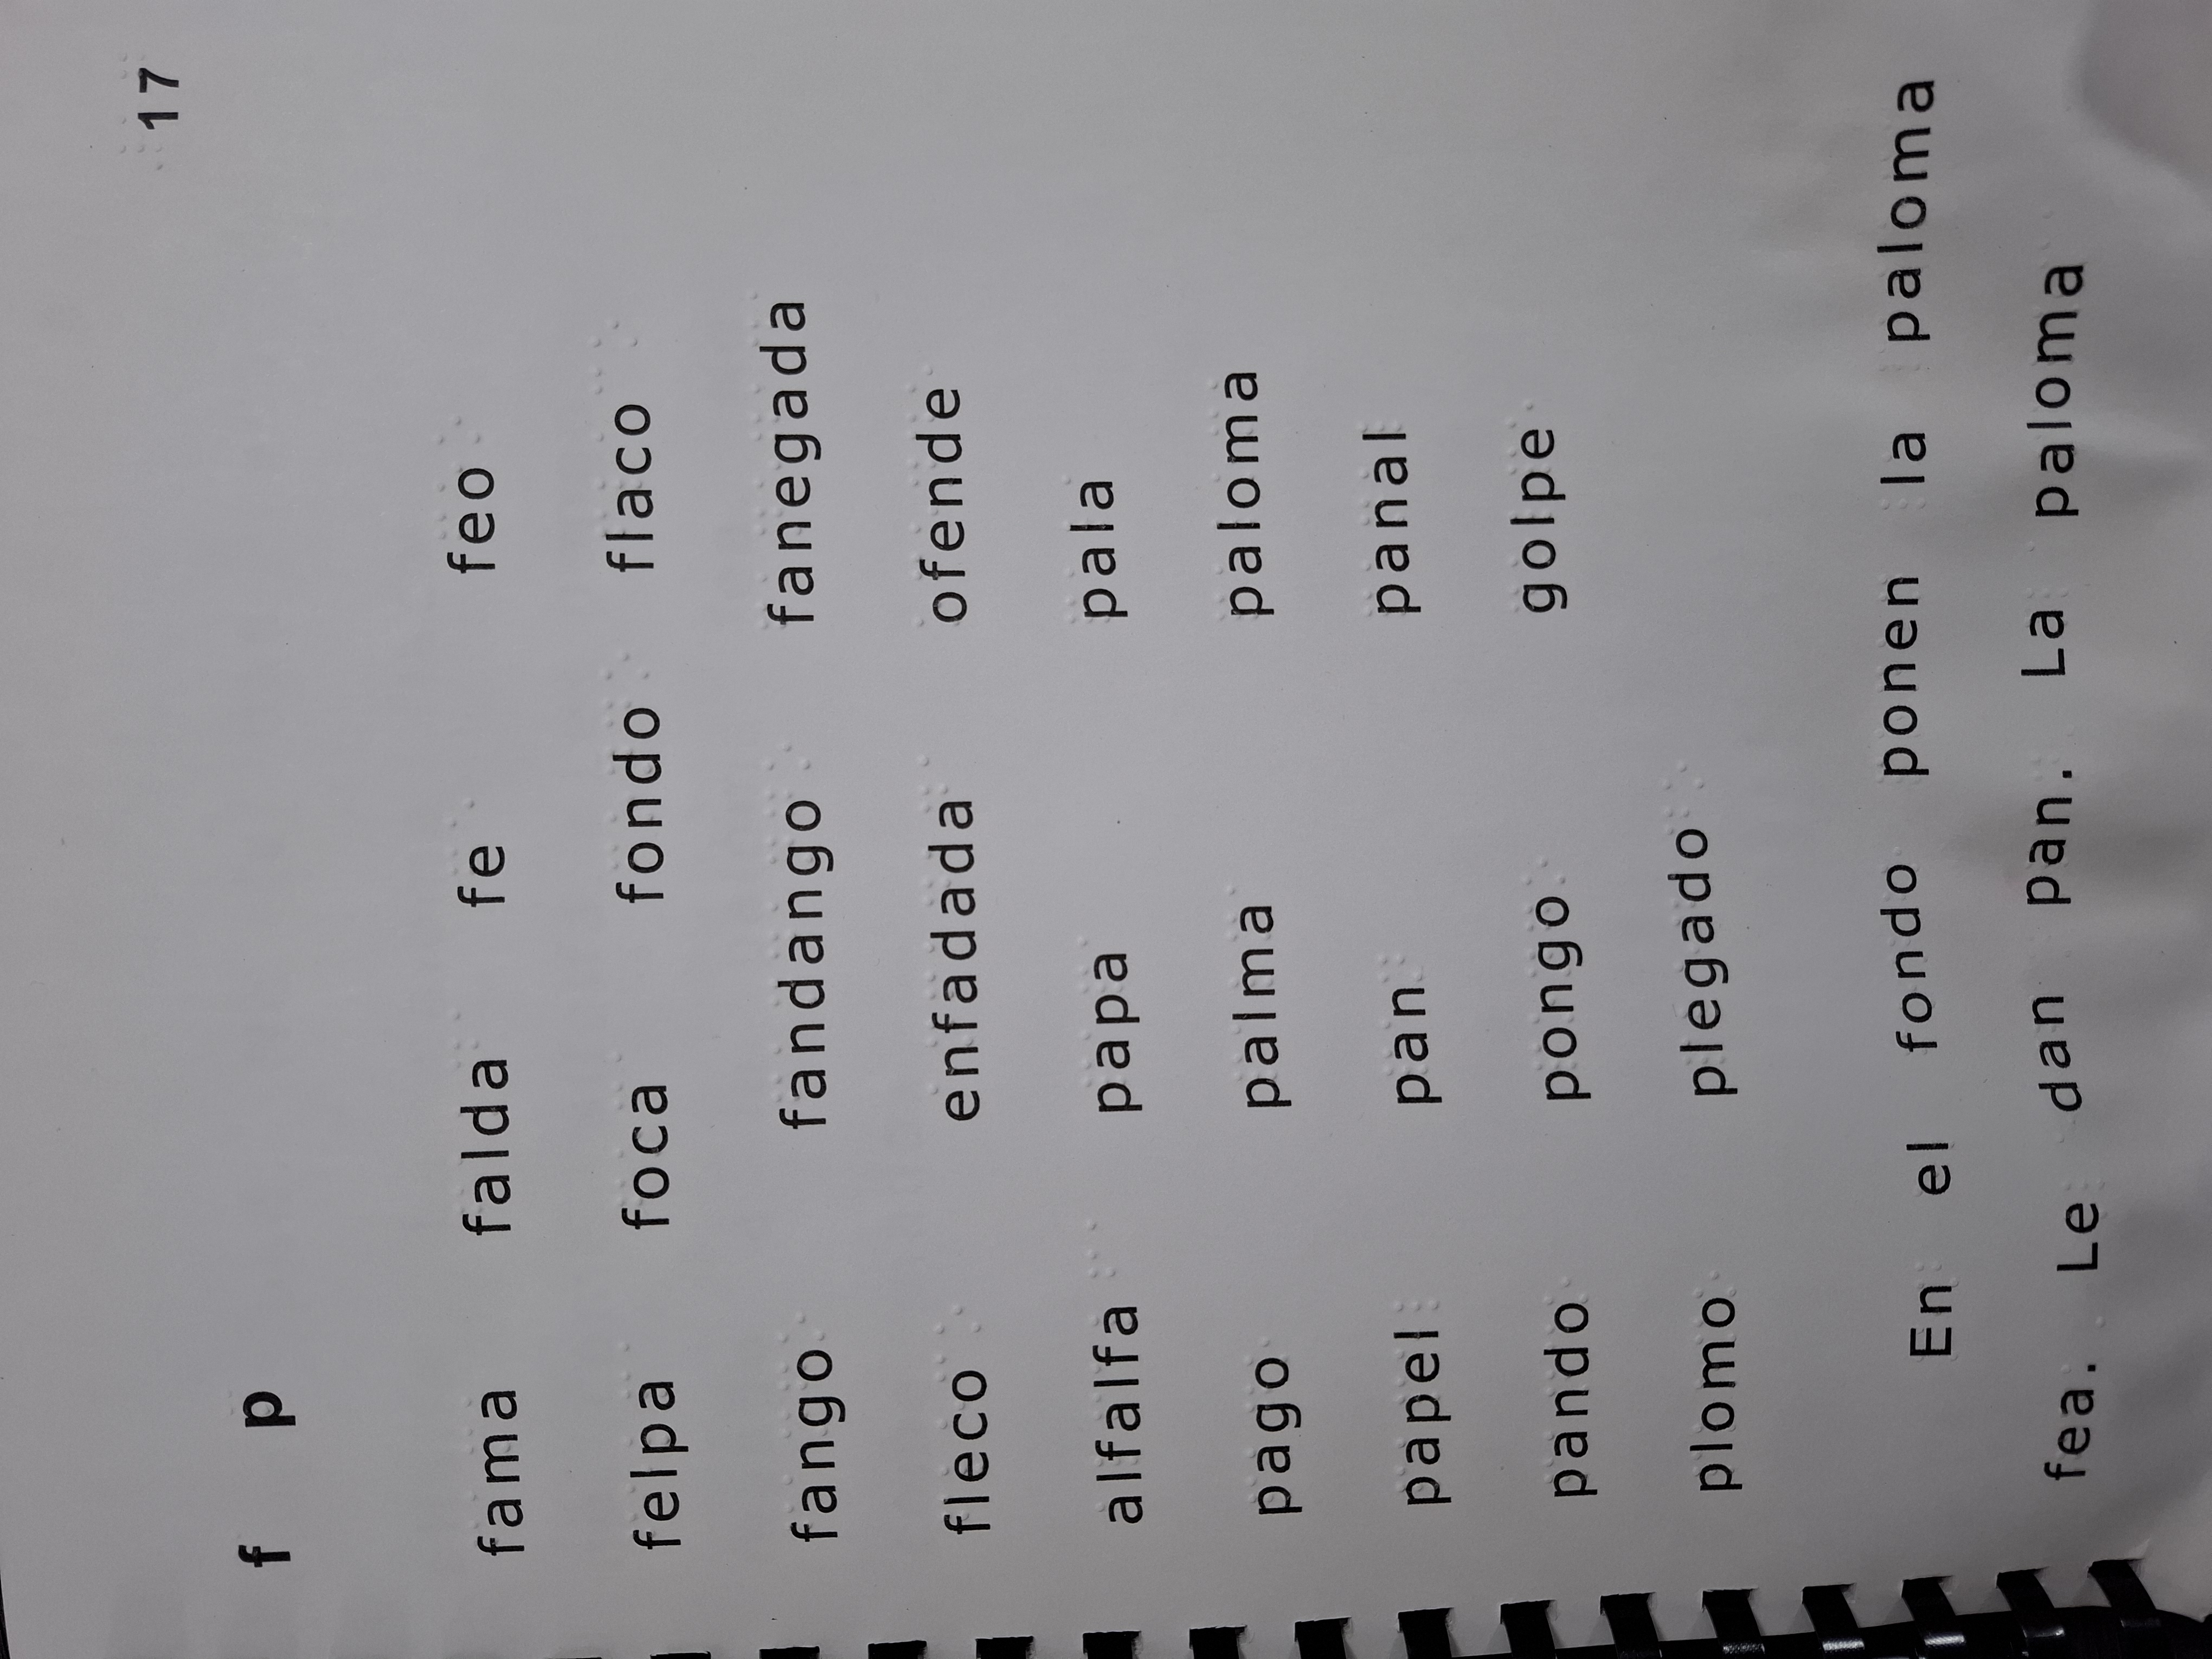 17
f p
fama falda fe feo
felpa foca fondo flaco
fango fandango fanegada
fleco enfadada ofende
alfalfa papa pala
pago palma paloma
papel pan panal
pando pongo golpe
plomo plegado
En el fondo ponen la paloma
fea. Le dan pan. La paloma